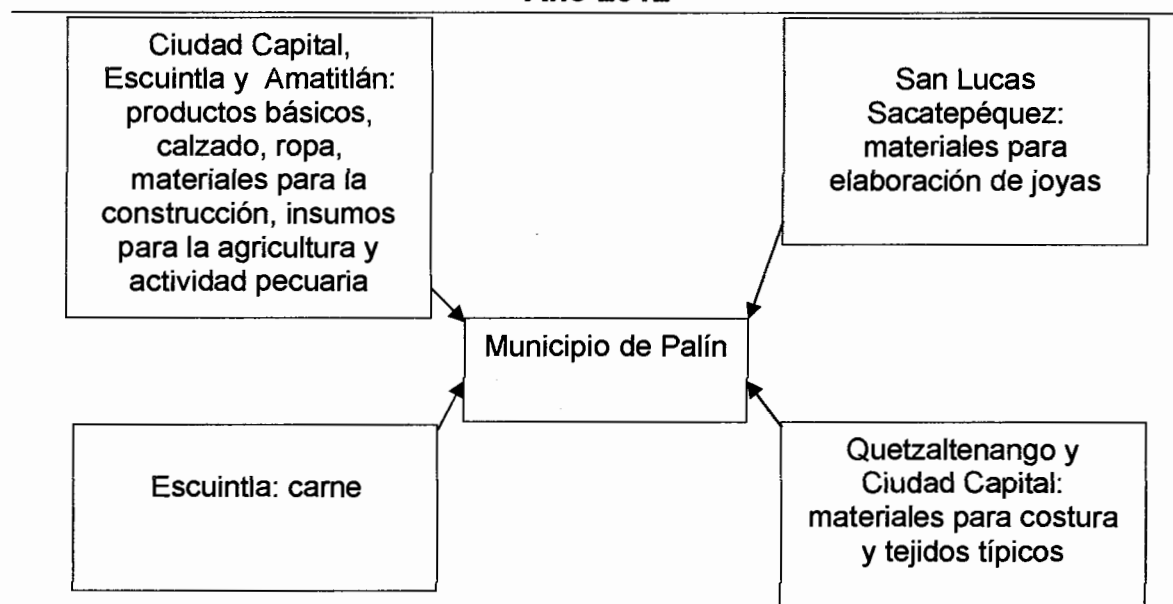 Ciudad Capital,
Escuintla y Amatitlán:
productos básicos,
calzado, ropa,
materiales para la
construcción, insumos
para la agricultura y
actividad pecuaria
San Lucas
Sacatepéquez:
materiales para
elaboración de joyas
Municipio de Palín
Escuintla: carne
Quetzaltenango y
Ciudad Capital:
materiales para costura
y tejidos típicos